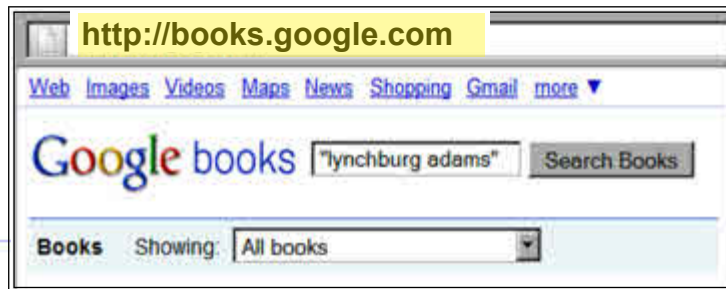 http://books.google.com
Web Images Videos Maps News Shopping Gmail more ▼
Google books "lynchburg adams" Search Books
Books Showing: All books